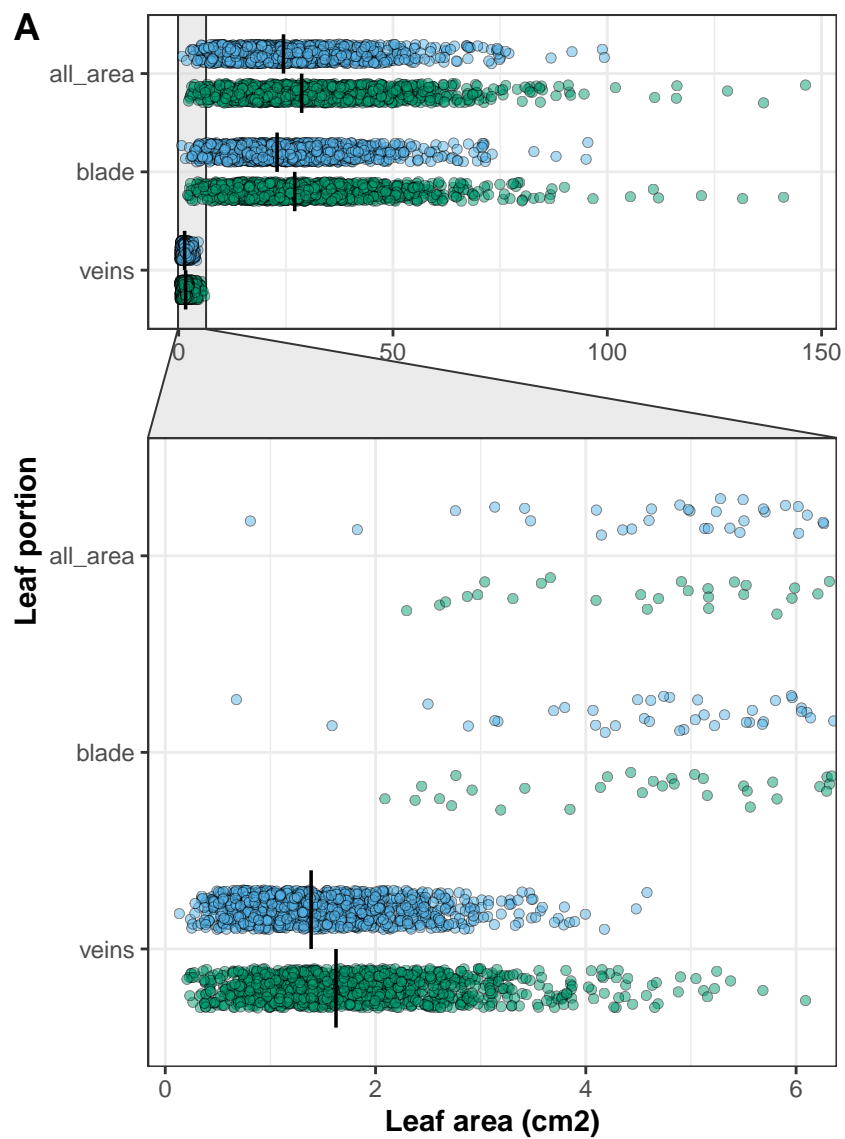 A
all_area
blade
veins
0 50 100 150
Leaf portion
all_area
blade
veins
0 2 4 6
Leaf area (cm2)